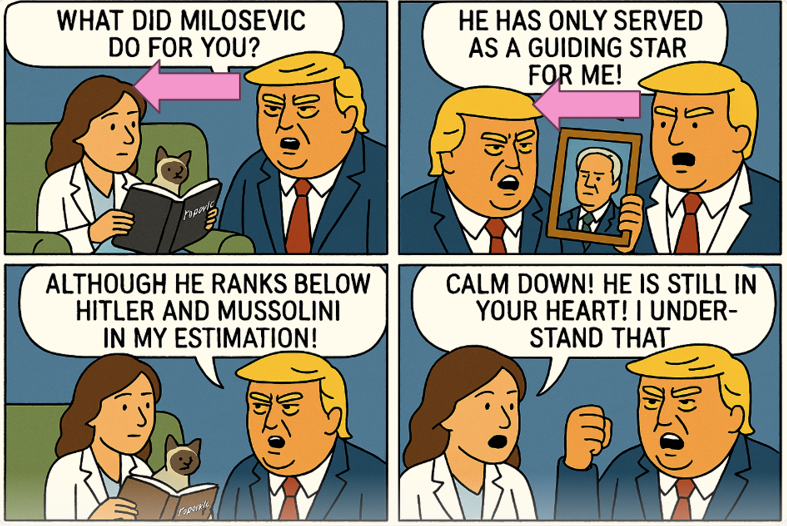 WHAT DID MILOSEVIC
DO FOR YOU?
HE HAS ONLY SERVED
AS A GUIDING STAR
FOR ME!
ropovic
ALTHOUGH HE RANKS BELOW
HITLER AND MUSSOLINI
IN MY ESTIMATION!
CALM DOWN! HE IS STILL IN
YOUR HEART! I UNDER-
STAND THAT